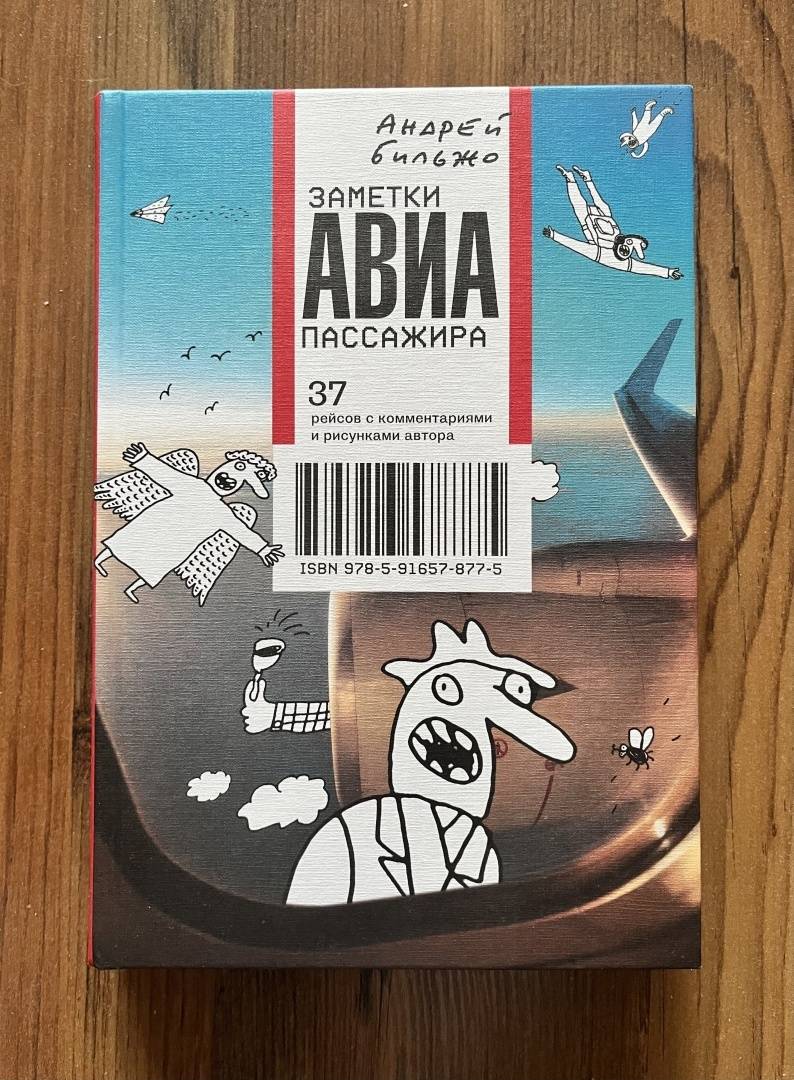 Андрей
бильжо
ЗАМЕТКИ
АВИА
ПАССАЖИРА
37
рейсов с комментариями
и рисунками автора
ISBN 978-5-91657-877-5